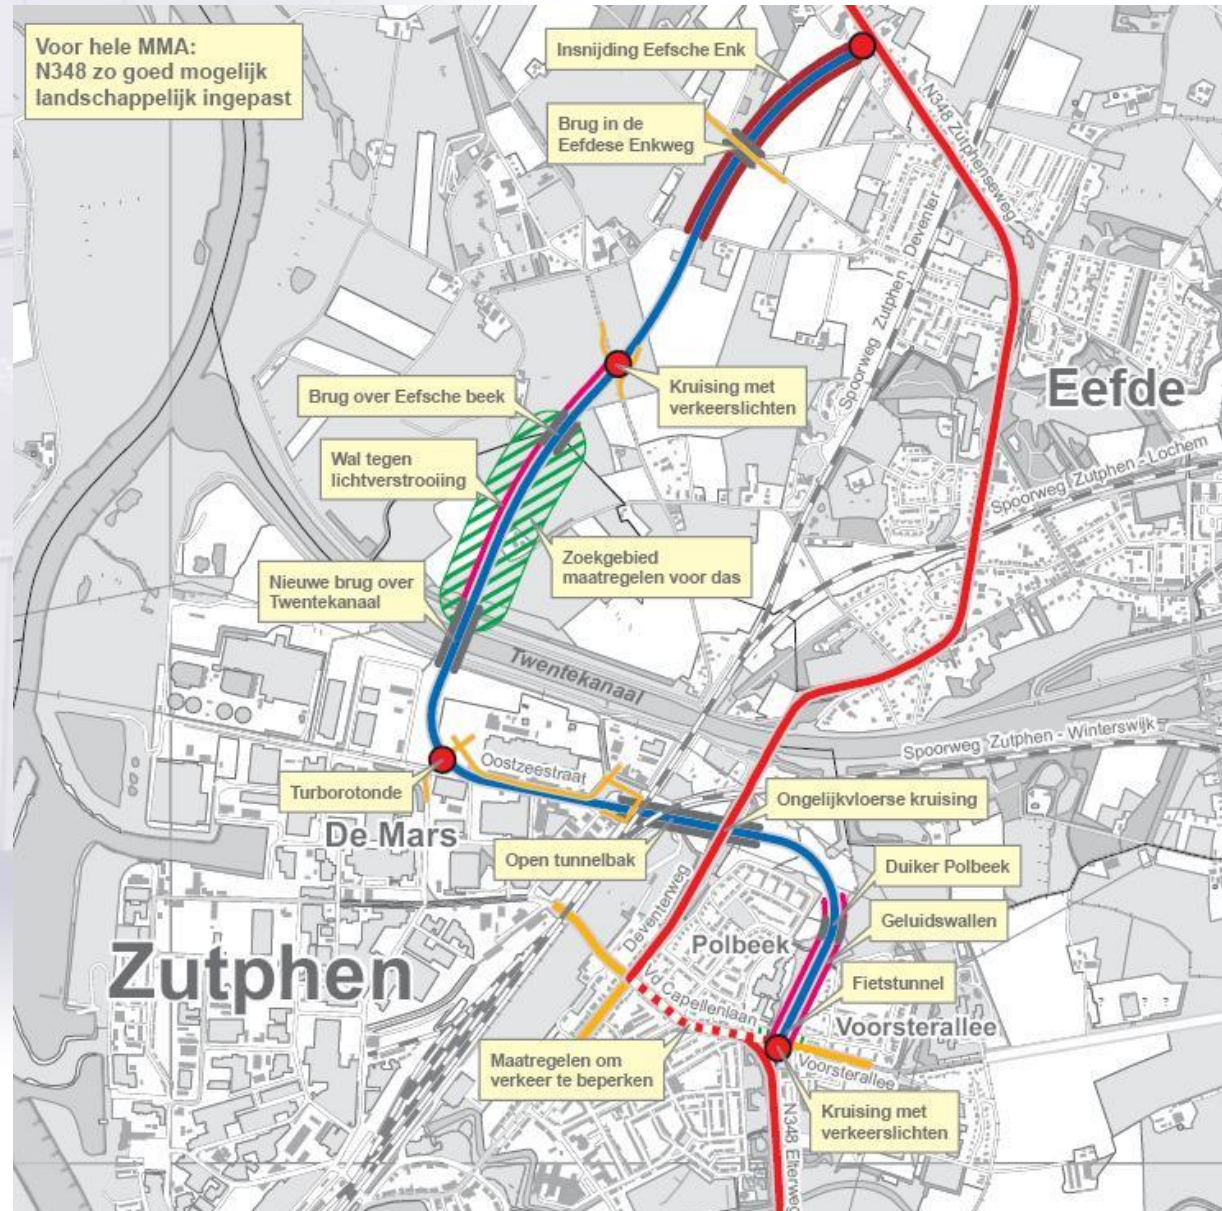 Voor hele MMA:
N348 zo goed mogelijk
landschappelijk ingepast
Insnijding Eefsche Enk
N348 Zutphenseweg
Brug in de
Eefdese Enkweg
Spoorweg Zutphen - Deventer
Kruising met
verkeerslichten
Eefde
Brug over Eefsche beek
Wal tegen
lichtverstrooiing
Spoorweg Zutphen - Lochem
Zoekgebied
maatregelen voor das
Nieuwe brug over
Twentekanaal
Twentekanaal
Spoorweg Zutphen - Winterswijk
Oostzeestraat
Turborotonde
Ongelijkvloerse kruising
De Mars
Open tunnelbak
Duiker Polbeek
Deventerweg
Geluidswallen
Polbeek
Zutphen
Vd Capellenlaan
Fietstunnel
Voorsterallee
Maatregelen om
verkeer te beperken
Voorsterallee
Kruising met
verkeerslichten
N348 Elterweg